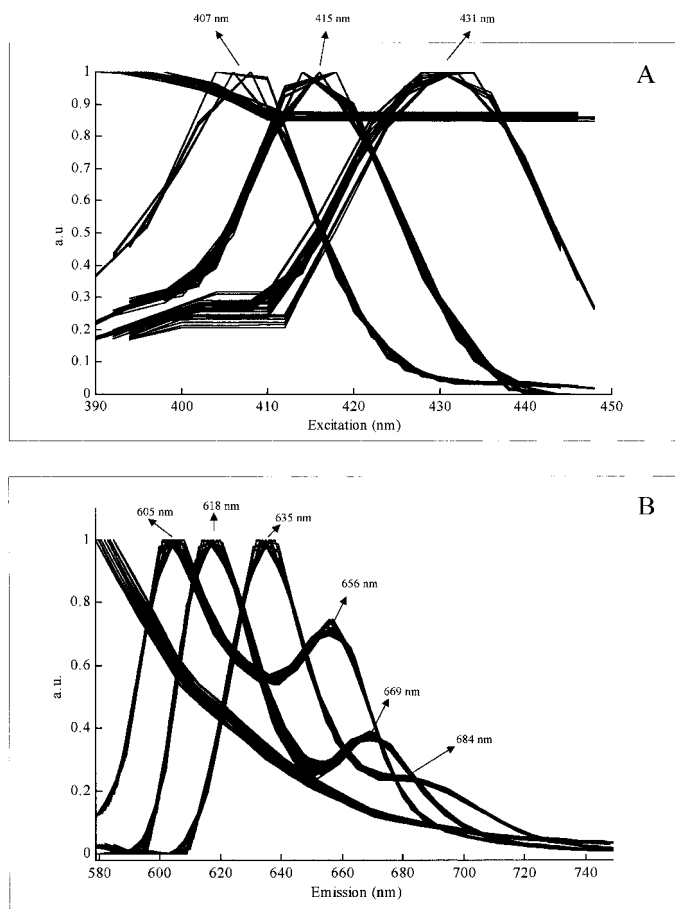 407 nm
415 nm
431 nm
A
1
0.9
0.8
0.7
0.6
0.5
0.4
0.3
0.2
0.1
0
a.u.
390
400
410
420
430
440
450
Excitation (nm)
B
605 nm
618 nm
635 nm
656 nm
669 nm
684 nm
1
0.8
0.6
0.4
0.2
0
a.u.
580
600
620
640
660
680
700
720
740
Emission (nm)